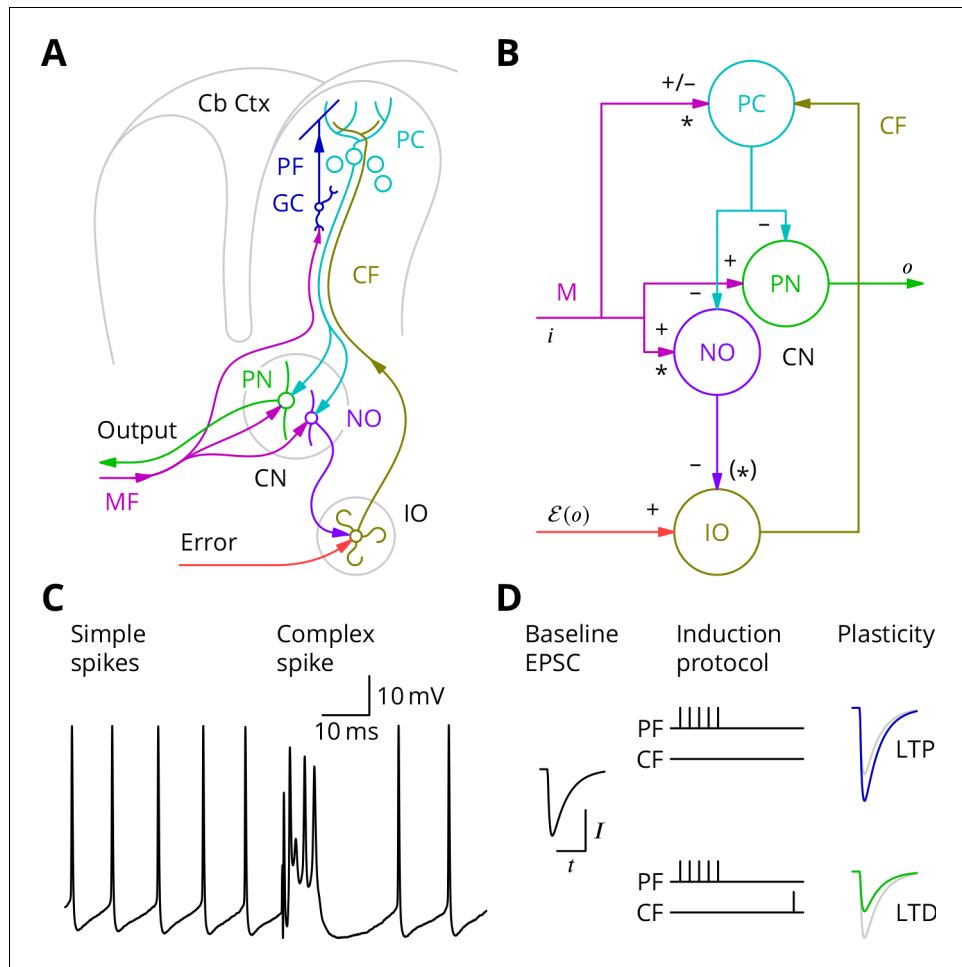 A
Cb Ctx
PF
GC
PC
CF
PN
NO
Output
CN
MF
IO
Error
B
+/–
*
PC
CF
–
+
M
–
PN
o
i
+
*
NO
CN
–
(*)
ℰ(o)
+
IO
C
Simple
spikes
Complex
spike
10 mV
10 ms
D
Baseline
EPSC
Induction
protocol
Plasticity
PF
CF
LTP
I
t
PF
CF
LTD